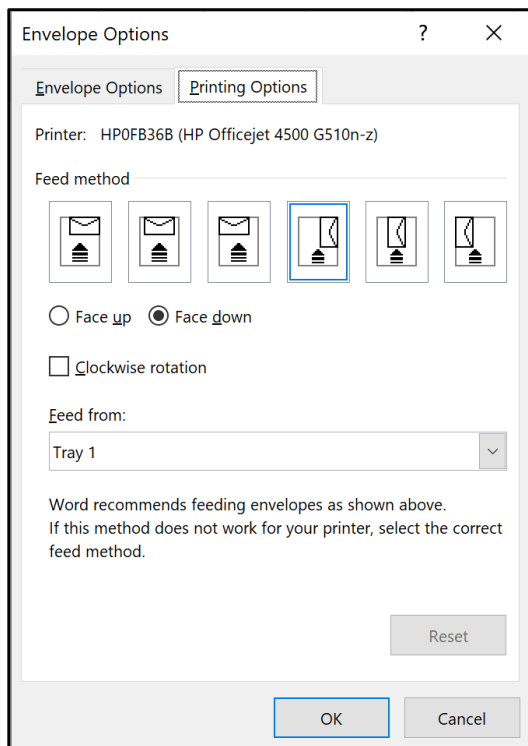 Envelope Options ?
Envelope Options Printing Options
Printer: HP0FB36B (HP Officejet 4500 G510n-z)
Feed method
Face up Face down
Clockwise rotation
Feed from:
Tray 1
Word recommends feeding envelopes as shown above.
If this method does not work for your printer, select the correct
feed method.
Reset
OK Cancel